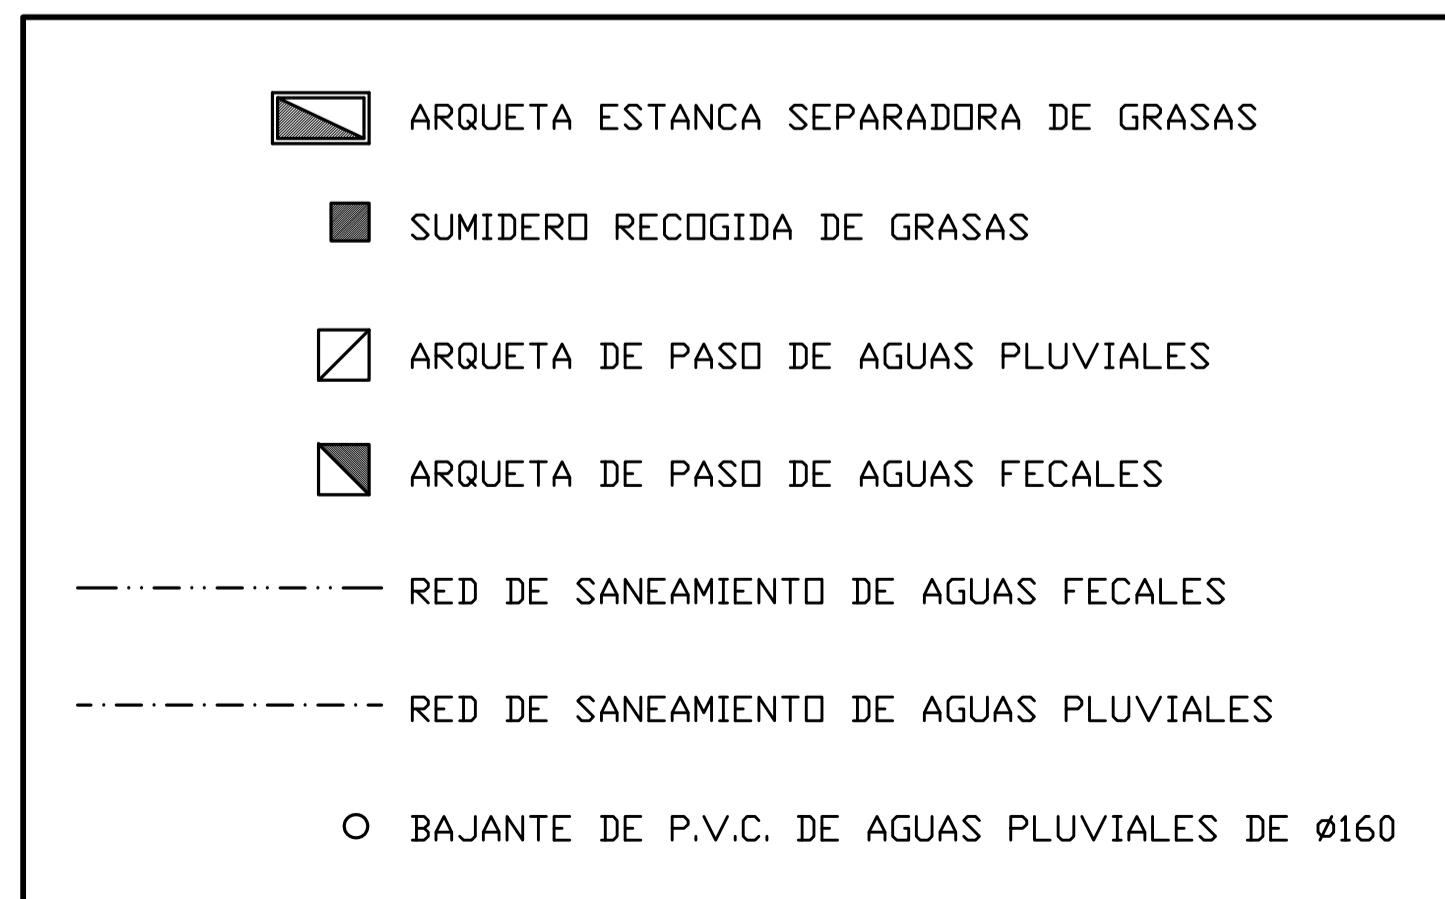 ARQUETA ESTANCA SEPARADORA DE GRASAS
SUMIDERO RECOGIDA DE GRASAS
ARQUETA DE PASO DE AGUAS PLUVIALES
ARQUETA DE PASO DE AGUAS FECALES
RED DE SANEAMIENTO DE AGUAS FECALES
RED DE SANEAMIENTO DE AGUAS PLUVIALES
BAJANTE DE P.V.C. DE AGUAS PLUVIALES DE Ø160